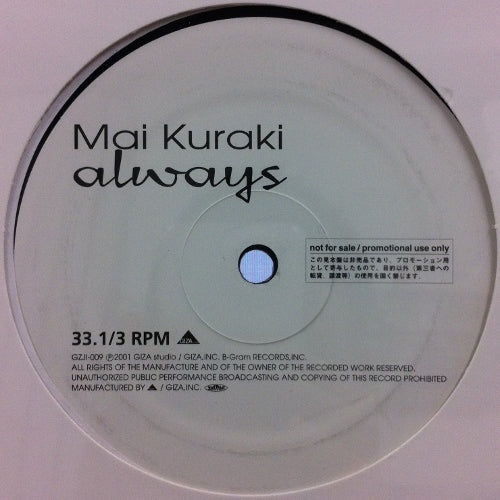 Mai Kuraki
always
not for sale / promotional use only
この見本盤は非売品であり、プロモーション用
として寄与したもので、目的以外（第三者への
転貸、譲渡等）の使用を固く禁じます.
33.1/3 RPM GIZA
GZJI-009 ℗2001 GIZA studio / GIZA,INC. B-Gram RECORDS,INC.
ALL RIGHTS OF THE MANUFACTURE AND OF THE OWNER OF THE RECORDED WORK RESERVED.
UNAUTHORIZED PUBLIC PERFORMANCE BROADCASTING AND COPYING OF THIS RECORD PROHIBITED
MANUFACTURED BY / GIZA,INC.